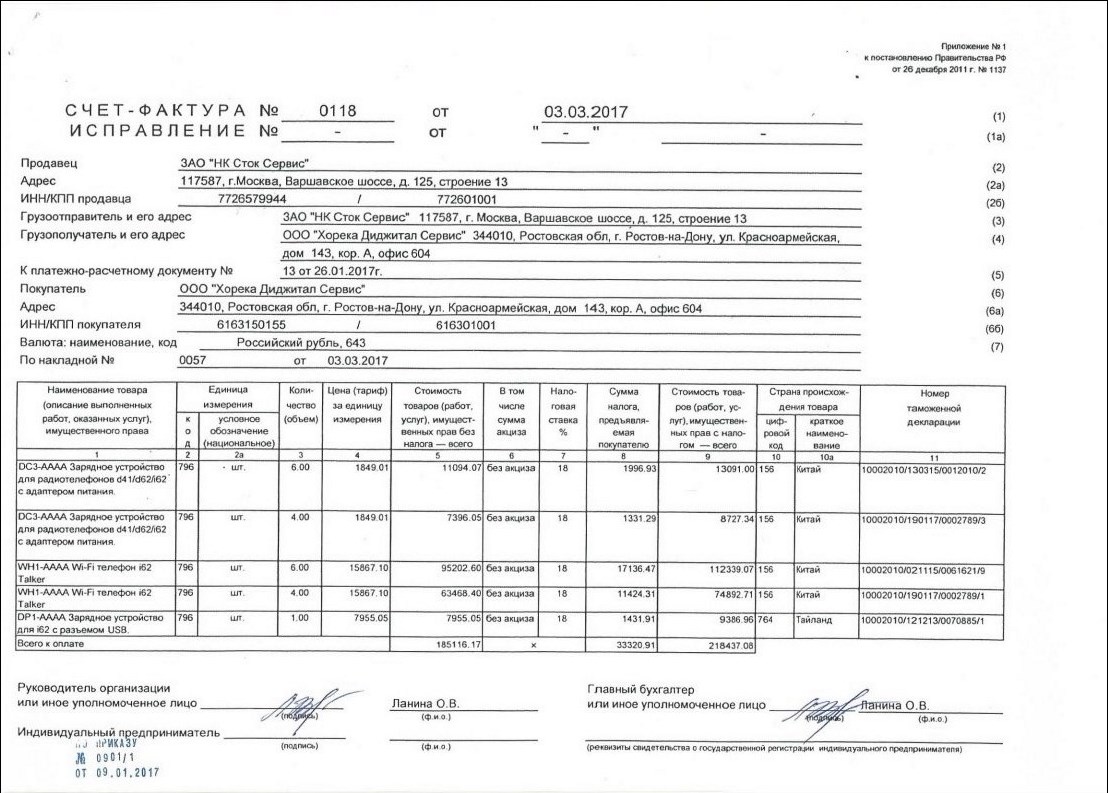 Приложение № 1
к постановлению Правительства РФ
от 26 декабря 2011 г. № 1137
СЧЕТ-ФАКТУРА № 0118 от 03.03.2017 (1)
ИСПРАВЛЕНИЕ № - от " - " - (1а)
Продавец ЗАО "НК Сток Сервис" (2)
Адрес 117587, г.Москва, Варшавское шоссе, д. 125, строение 13 (2а)
ИНН/КПП продавца 7726579944 / 772601001 (2б)
Грузоотправитель и его адрес ЗАО "НК Сток Сервис" 117587, г. Москва, Варшавское шоссе, д. 125, строение 13 (3)
Грузополучатель и его адрес ООО "Хорека Диджитал Сервис" 344010, Ростовская обл, г. Ростов-на-Дону, ул. Красноармейская, (4)
дом 143, кор. А, офис 604
К платежно-расчетному документу № 13 от 26.01.2017г. (5)
Покупатель ООО "Хорека Диджитал Сервис" (6)
Адрес 344010, Ростовская обл, г. Ростов-на-Дону, ул. Красноармейская, дом 143, кор. А, офис 604 (6а)
ИНН/КПП покупателя 6163150155 / 616301001 (6б)
Валюта: наименование, код Российский рубль, 643 (7)
По накладной № 0057 от 03.03.2017
Наименование товара Единица Коли- Цена (тариф) Стоимость В том Нало- Сумма Стоимость това- Страна происхож- Номер
(описание выполненных измерения чество за единицу товаров (работ, числе говая налога, ров (работ, ус- дения товара таможенной
работ, оказанных услуг), к условное (объем) измерения услуг), имущест- сумма ставка предъявля- луг), имуществен- циф- краткое декларации
имущественного права о обозначение венных прав без акциза % емая ных прав с нало- ровой наимено-
д (национальное) налога — всего покупателю гом — всего код вание
1 2 2а 3 4 5 6 7 8 9 10 10а 11
DC3-AAAA Зарядное устройство 796 шт. 6.00 1849.01 11094.07 без акциза 18 1996.93 13091.00 156 Китай 10002010/130315/0012010/2
для радиотелефонов d41/d62/i62
с адаптером питания.
DC3-AAAA Зарядное устройство 796 шт. 4.00 1849.01 7396.05 без акциза 18 1331.29 8727.34 156 Китай 10002010/190117/0002789/3
для радиотелефонов d41/d62/i62
с адаптером питания.
WH1-AAAA Wi-Fi телефон i62 796 шт. 6.00 15867.10 95202.60 без акциза 18 17136.47 112339.07 156 Китай 10002010/021115/0061621/9
Talker
WH1-AAAA Wi-Fi телефон i62 796 шт. 4.00 15867.10 63468.40 без акциза 18 11424.31 74892.71 156 Китай 10002010/190117/0002789/1
Talker
DP1-AAAA Зарядное устройство 796 шт. 1.00 7955.05 7955.05 без акциза 18 1431.91 9386.96 764 Тайланд 10002010/121213/0070885/1
для i62 с разъемом USB.
Всего к оплате 185116.17 × 33320.91 218437.08
Руководитель организации Главный бухгалтер
или иное уполномоченное лицо Ланина О.В. или иное уполномоченное лицо Ланина О.В.
(подпись) (ф.и.о.) (подпись) (ф.и.о.)
Индивидуальный предприниматель
(подпись) (ф.и.о.) (реквизиты свидетельства о государственной регистрации индивидуального предпринимателя)
ПО ПРИКАЗУ
№ 0901/1
ОТ 09.01.2017